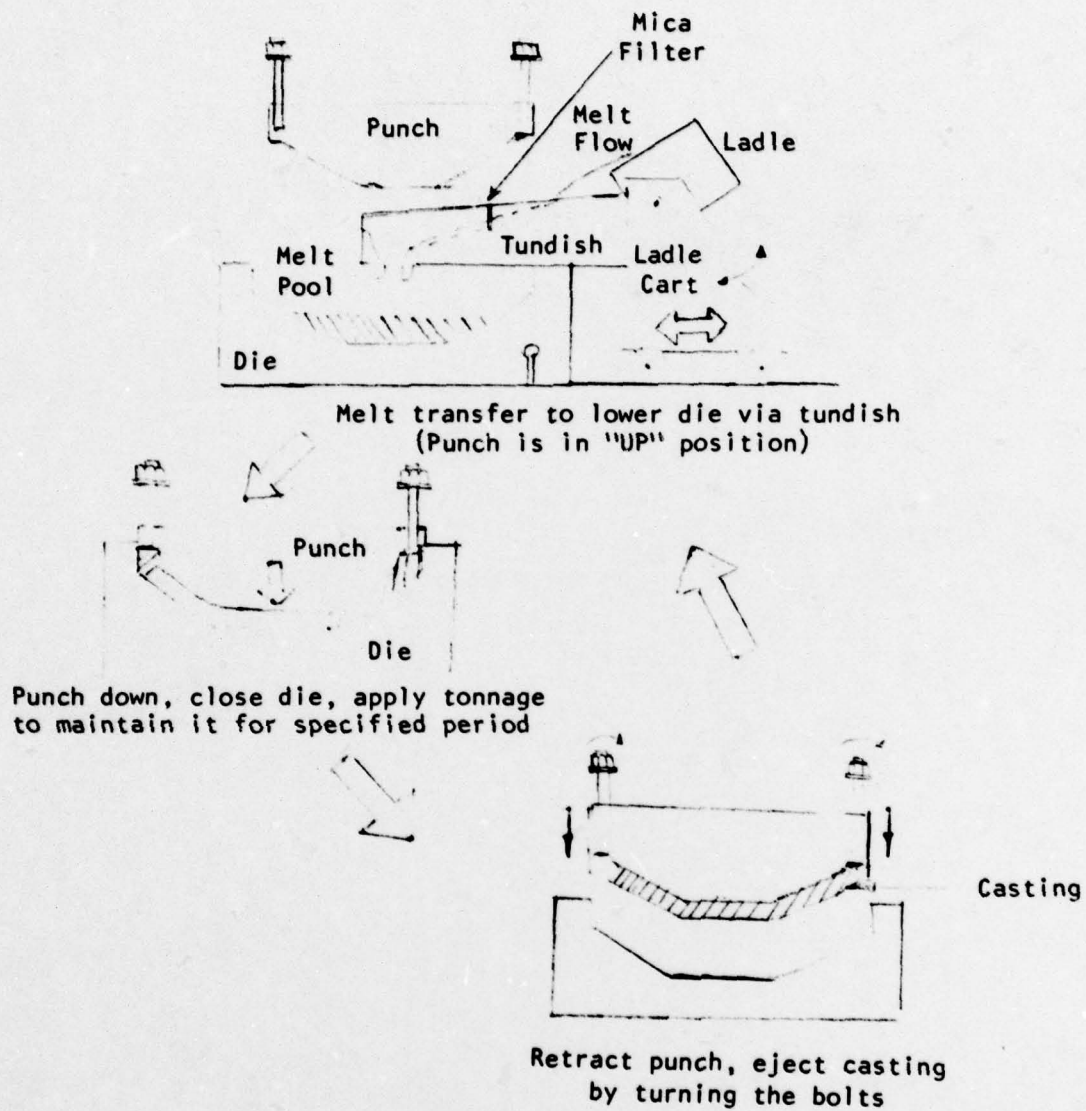 Mica
Filter
Punch
Melt
Flow
Ladle
Melt
Pool
Tundish
Ladle
Cart
Die
Melt transfer to lower die via tundish
(Punch is in "UP" position)
Punch
Die
Punch down, close die, apply tonnage
to maintain it for specified period
Casting
Retract punch, eject casting
by turning the bolts